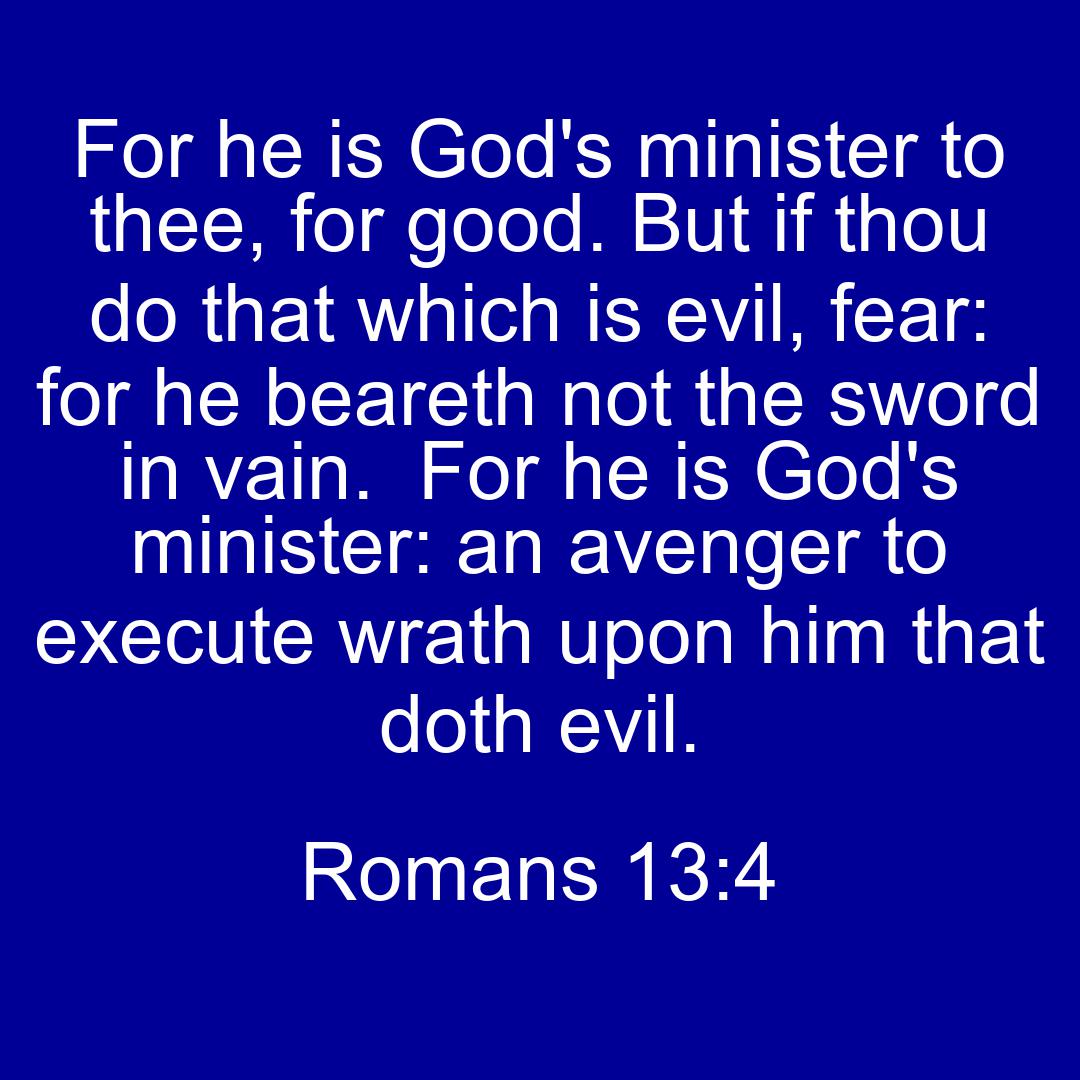 For he is God's minister to
thee, for good. But if thou
do that which is evil, fear:
for he beareth not the sword
in vain.  For he is God's
minister: an avenger to
execute wrath upon him that
doth evil.
Romans 13:4